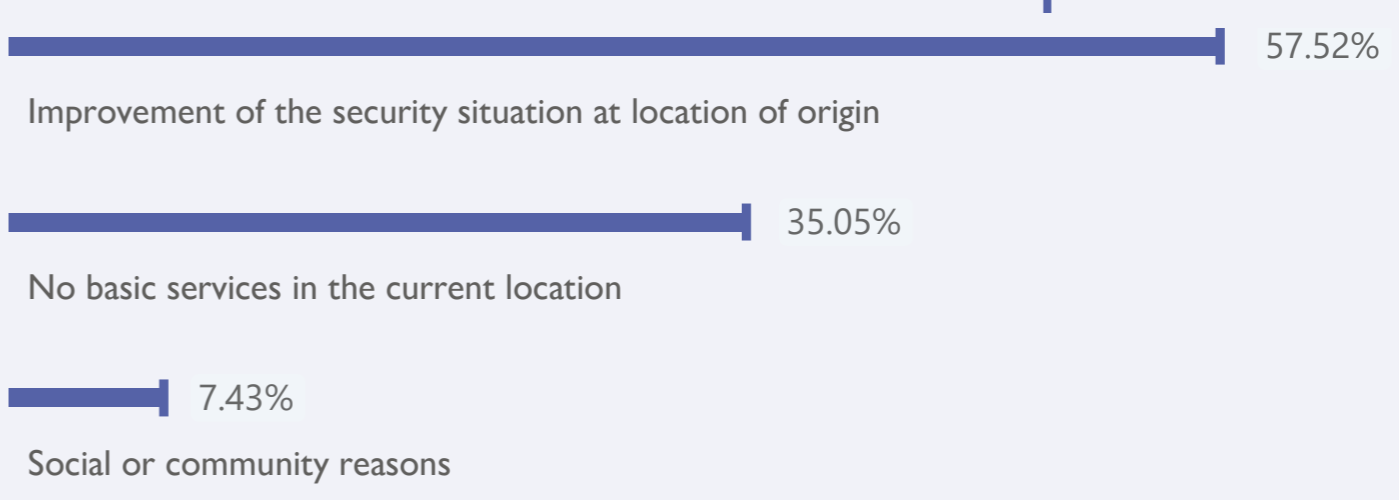 57.52%
Improvement of the security situation at location of origin
35.05%
No basic services in the current location
7.43%
Social or community reasons